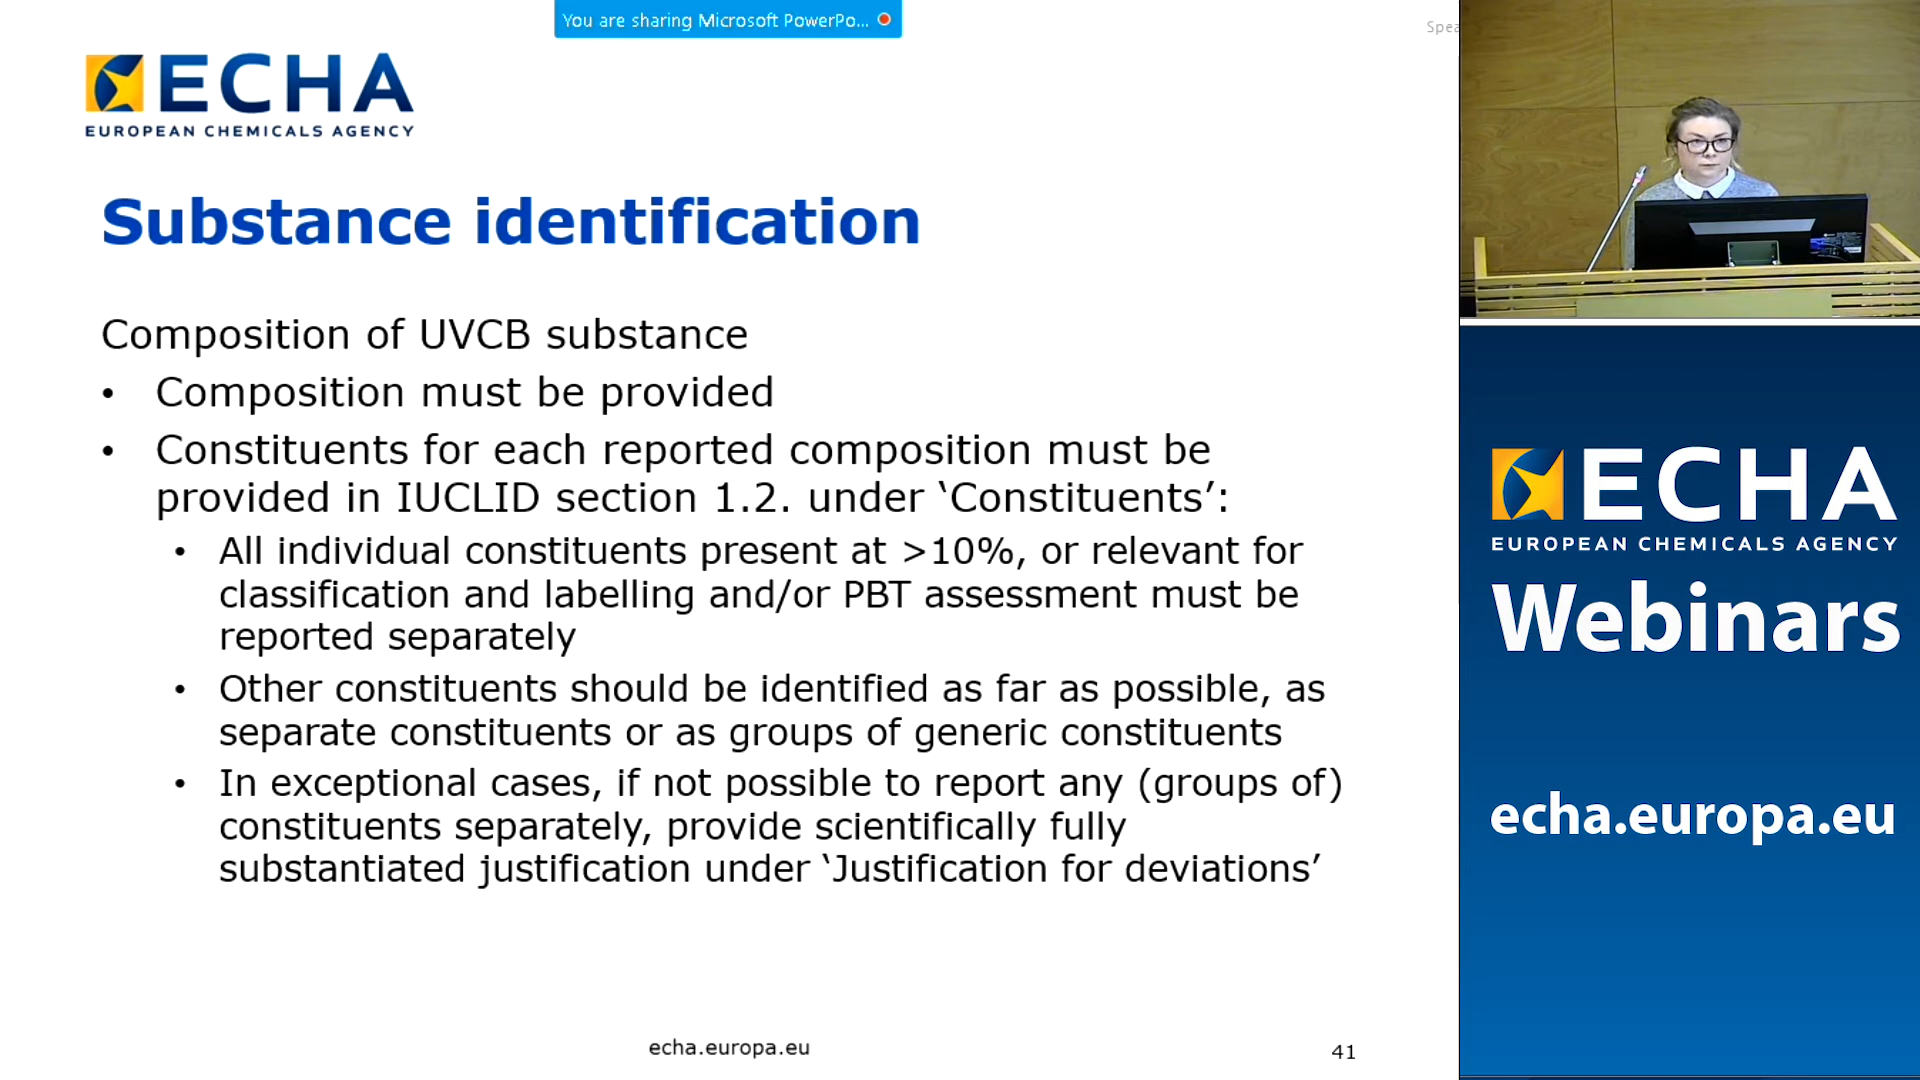 You are sharing Microsoft PowerPo...
Spea
ECHA
EUROPEAN CHEMICALS AGENCY
Substance identification
Composition of UVCB substance
• Composition must be provided
• Constituents for each reported composition must be
provided in IUCLID section 1.2. under ‘Constituents’:
• All individual constituents present at >10%, or relevant for
classification and labelling and/or PBT assessment must be
reported separately
• Other constituents should be identified as far as possible, as
separate constituents or as groups of generic constituents
• In exceptional cases, if not possible to report any (groups of)
constituents separately, provide scientifically fully
substantiated justification under ‘Justification for deviations’
echa.europa.eu
41
ECHA
EUROPEAN CHEMICALS AGENCY
Webinars
echa.europa.eu